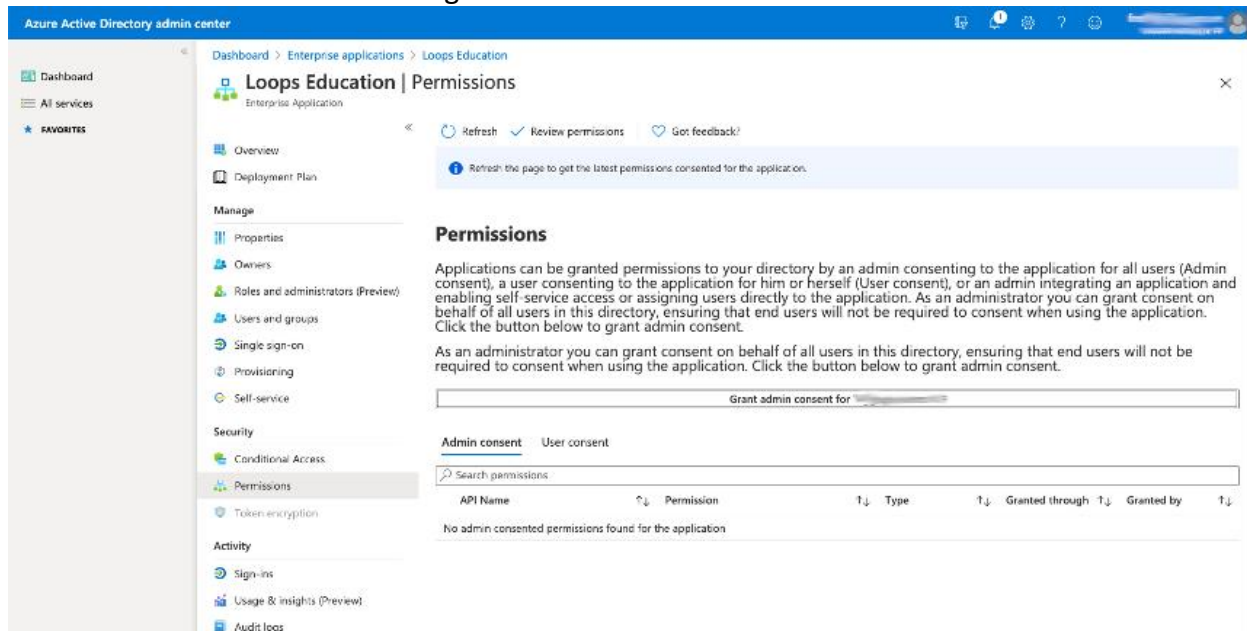 Azure Active Directory admin center
Dashboard
All services
FAVORITES
Dashboard > Enterprise applications > Loops Education
Loops Education | Permissions
Enterprise Application
Overview
Deployment Plan
Manage
Properties
Owners
Roles and administrators (Preview)
Users and groups
Single sign-on
Provisioning
Self-service
Security
Conditional Access
Permissions
Token encryption
Activity
Sign-ins
Usage & insights (Preview)
Audit logs
Refresh Review permissions Got feedback?
Refresh the page to get the latest permissions consented for the application.
Permissions
Applications can be granted permissions to your directory by an admin consenting to the application for all users (Admin
consent), a user consenting to the application for him or herself (User consent), or an admin integrating an application and
enabling self-service access or assigning users directly to the application. As an administrator you can grant consent on
behalf of all users in this directory, ensuring that end users will not be required to consent when using the application.
Click the button below to grant admin consent.
As an administrator you can grant consent on behalf of all users in this directory, ensuring that end users will not be
required to consent when using the application. Click the button below to grant admin consent.
Grant admin consent for
Admin consent User consent
Search permissions
API Name Permission Type Granted through Granted by
No admin consented permissions found for the application